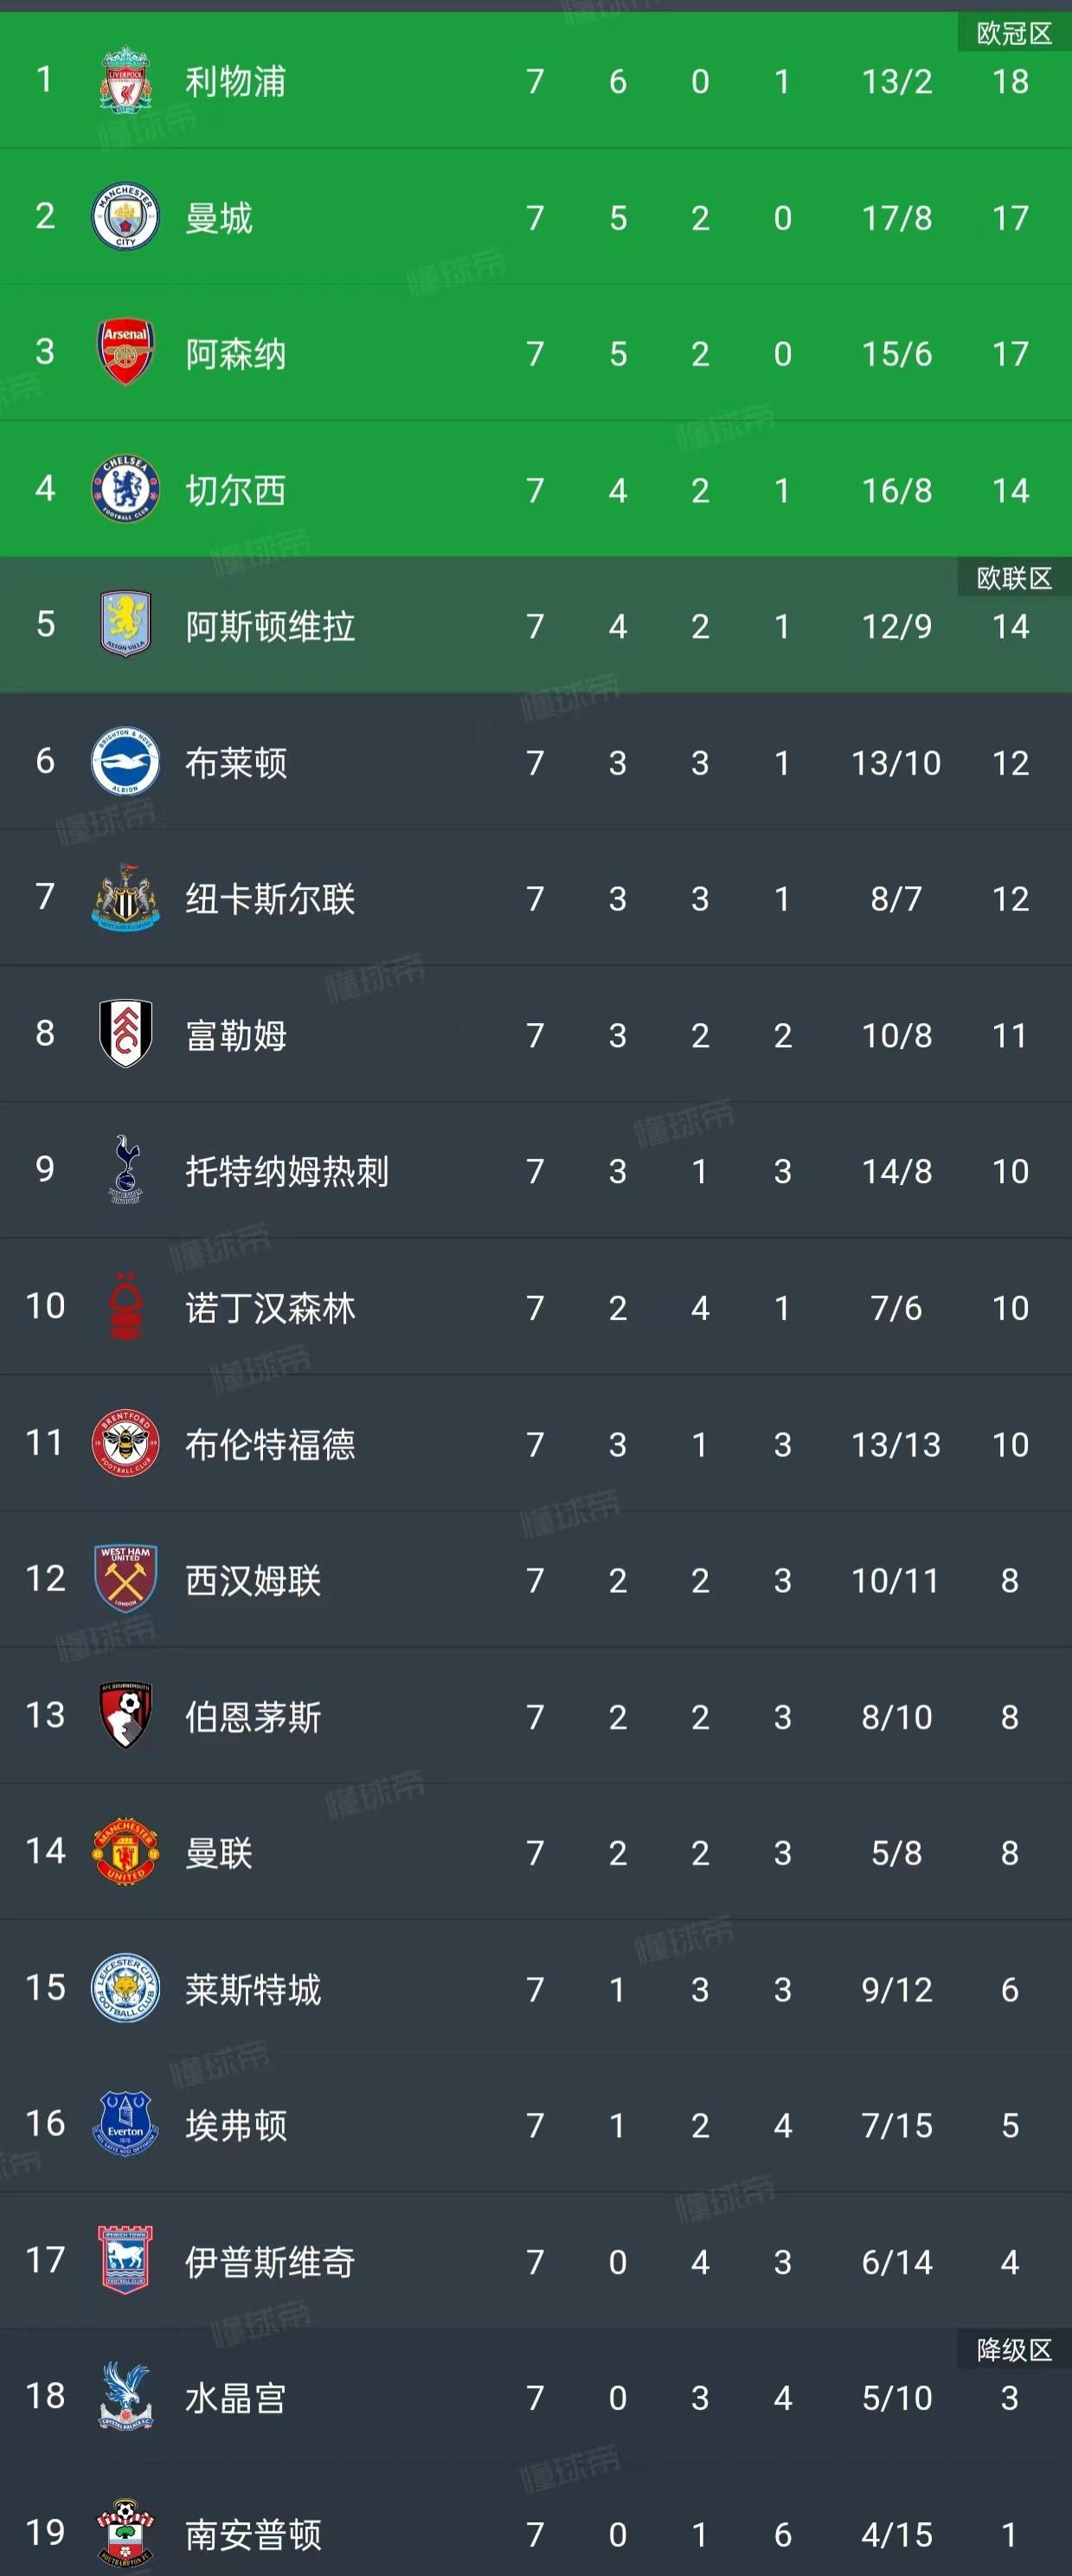 欧冠区
1 利物浦 7 6 0 1 13/2 18
2 曼城 7 5 2 0 17/8 17
3 阿森纳 7 5 2 0 15/6 17
4 切尔西 7 4 2 1 16/8 14
欧联区
5 阿斯顿维拉 7 4 2 1 12/9 14
6 布莱顿 7 3 3 1 13/10 12
7 纽卡斯尔联 7 3 3 1 8/7 12
8 富勒姆 7 3 2 2 10/8 11
9 托特纳姆热刺 7 3 1 3 14/8 10
10 诺丁汉森林 7 2 4 1 7/6 10
11 布伦特福德 7 3 1 3 13/13 10
12 西汉姆联 7 2 2 3 10/11 8
13 伯恩茅斯 7 2 2 3 8/10 8
14 曼联 7 2 2 3 5/8 8
15 莱斯特城 7 1 3 3 9/12 6
16 埃弗顿 7 1 2 4 7/15 5
17 伊普斯维奇 7 0 4 3 6/14 4
降级区
18 水晶宫 7 0 3 4 5/10 3
19 南安普顿 7 0 1 6 4/15 1
懂球帝